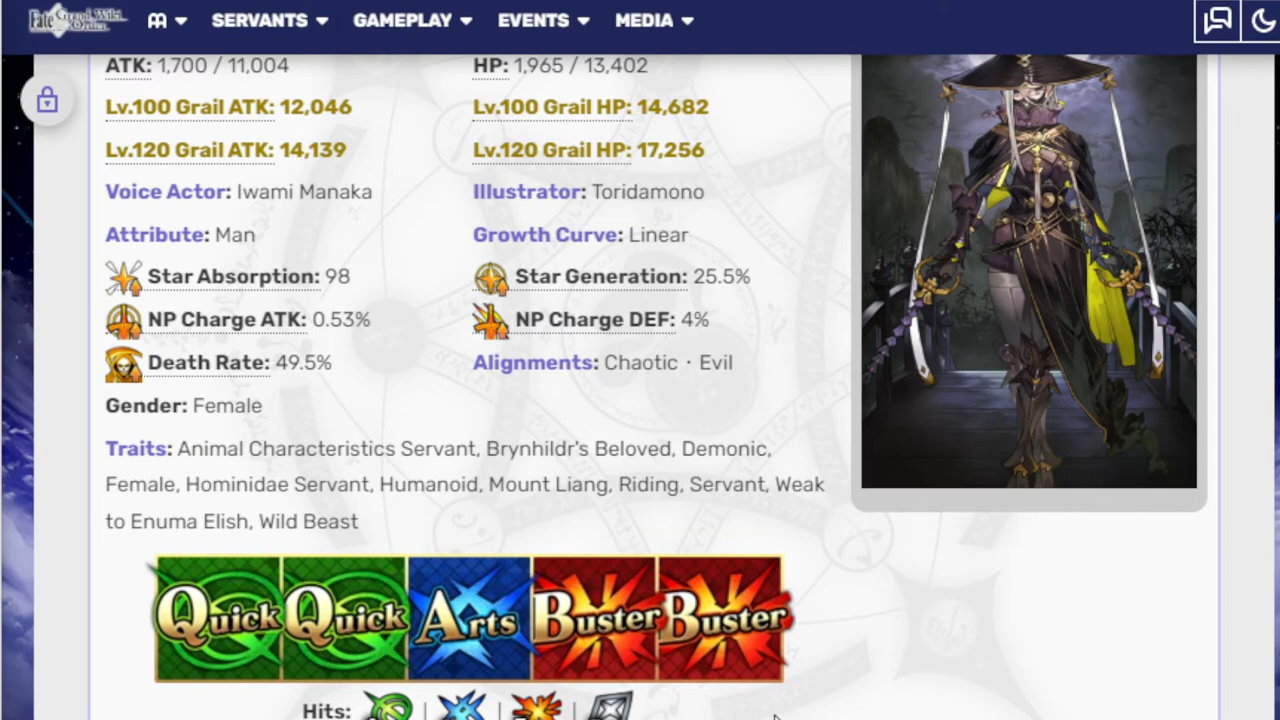 Fate Grand Wiki Order SERVANTS GAMEPLAY EVENTS MEDIA
ATK: 1,700 / 11,004 HP: 1,965 / 13,402
Lv.100 Grail ATK: 12,046 Lv.100 Grail HP: 14,682
Lv.120 Grail ATK: 14,139 Lv.120 Grail HP: 17,256
Voice Actor: Iwami Manaka Illustrator: Toridamono
Attribute: Man Growth Curve: Linear
Star Absorption: 98 Star Generation: 25.5%
NP Charge ATK: 0.53% NP Charge DEF: 4%
Death Rate: 49.5% Alignments: Chaotic・Evil
Gender: Female
Traits: Animal Characteristics Servant, Brynhildr's Beloved, Demonic,
Female, Hominidae Servant, Humanoid, Mount Liang, Riding, Servant, Weak
to Enuma Elish, Wild Beast
Quick Quick Arts Buster Buster
Hits: | | |